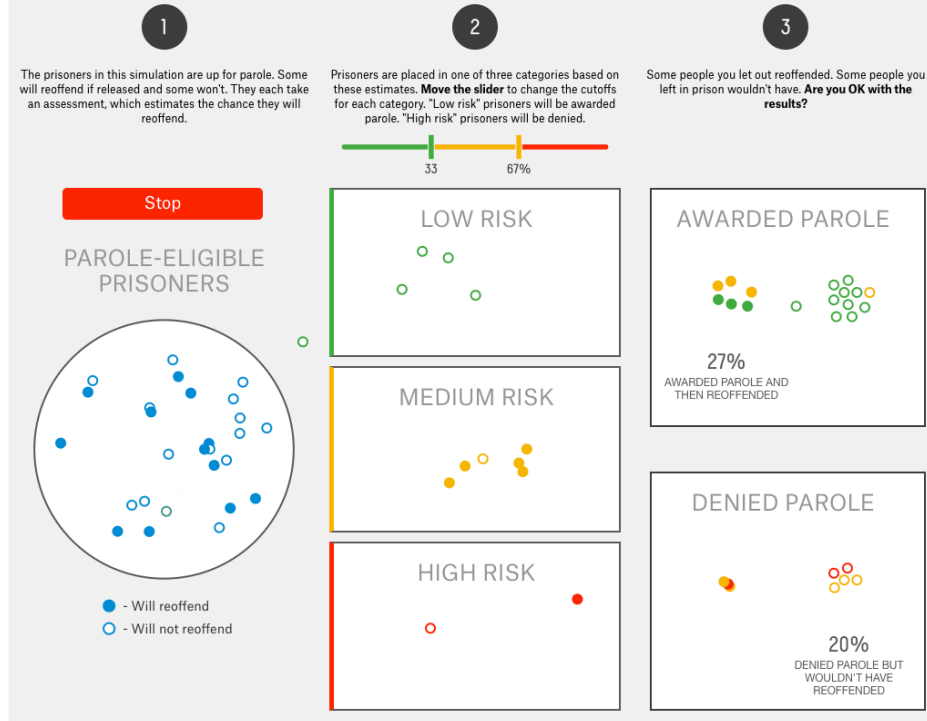 1
The prisoners in this simulation are up for parole. Some
will reoffend if released and some won't. They each take
an assessment, which estimates the chance they will
reoffend.
Stop
PAROLE-ELIGIBLE
PRISONERS
- Will reoffend
- Will not reoffend
2
Prisoners are placed in one of three categories based on
these estimates. Move the slider to change the cutoffs
for each category. "Low risk" prisoners will be awarded
parole. "High risk" prisoners will be denied.
33
67%
LOW RISK
MEDIUM RISK
HIGH RISK
3
Some people you let out reoffended. Some people you
left in prison wouldn't have. Are you OK with the
results?
AWARDED PAROLE
27%
AWARDED PAROLE AND
THEN REOFFENDED
DENIED PAROLE
20%
DENIED PAROLE BUT
WOULDN'T HAVE
REOFFENDED